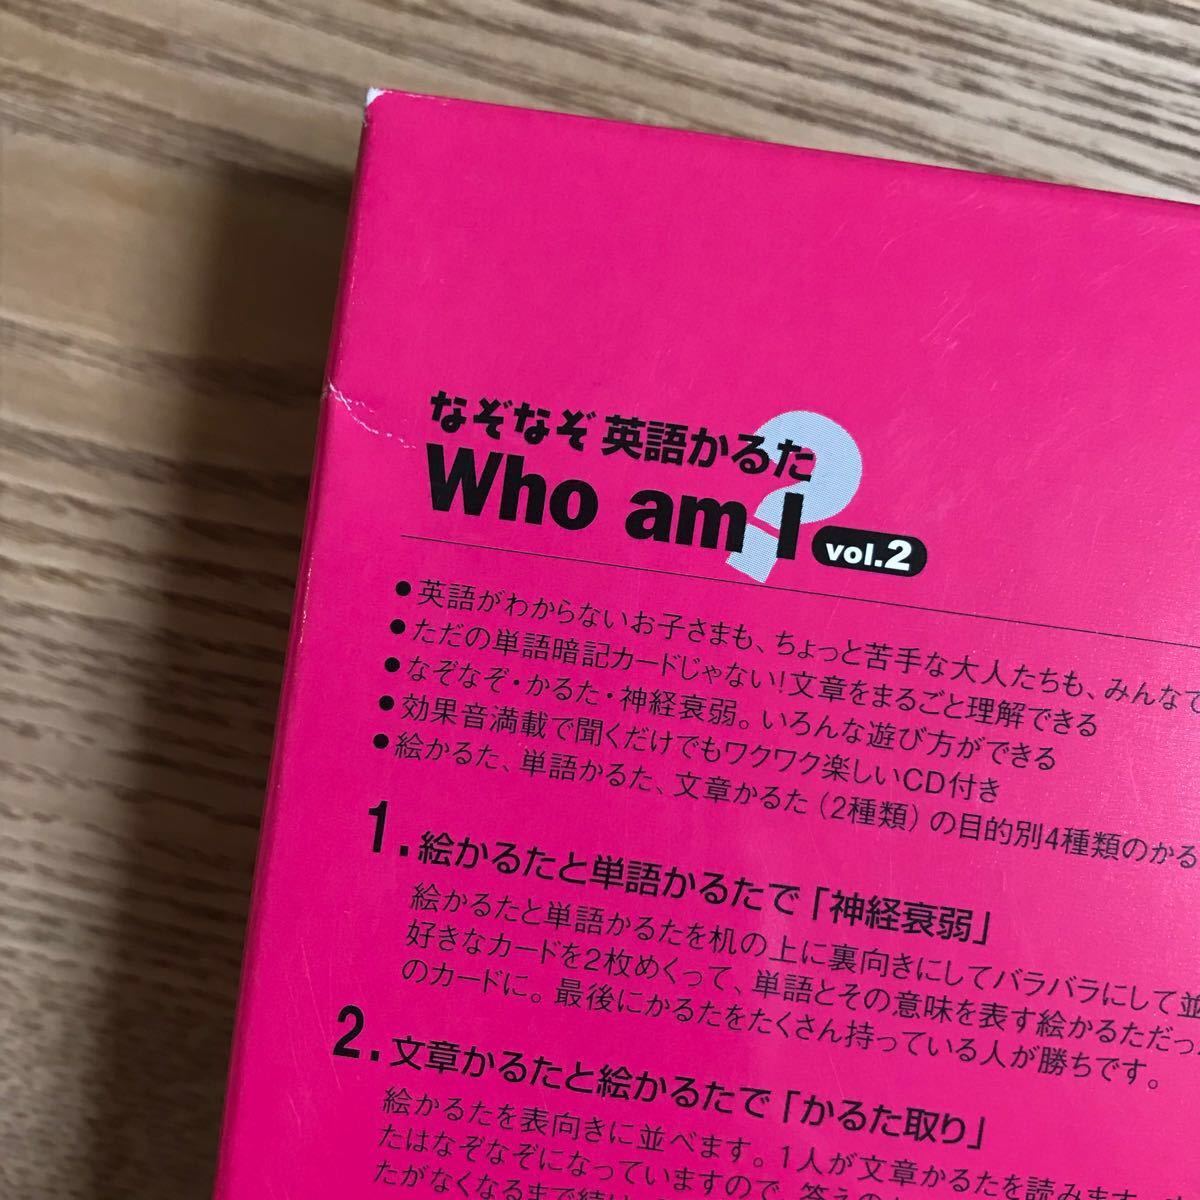 なぞなぞ 英語かるた
Who am I?
vol.2
●英語がわからないお子さまも、ちょっと苦手な大人たちも、みんなで
●ただの単語暗記カードじゃない!文章をまるごと理解できる
●なぞなぞ・かるた・神経衰弱。いろんな遊び方ができる
●効果音満載で聞くだけでもワクワク楽しいCD付き
●絵かるた、単語かるた、文章かるた(2種類)の目的別4種類のかる
1.絵かるたと単語かるたで「神経衰弱」
絵かるたと単語かるたを机の上に裏向きにしてバラバラにして並
好きなカードを2枚めくって、単語とその意味を表す絵かるただっ
のカードに。最後にかるたをたくさん持っている人が勝ちです。
2.文章かるたと絵かるたで「かるた取り」
絵かるたを表向きに並べます。1人が文章かるたを読みます
たはなぞなぞになっていますので、答えの
たがなくなるまで続け